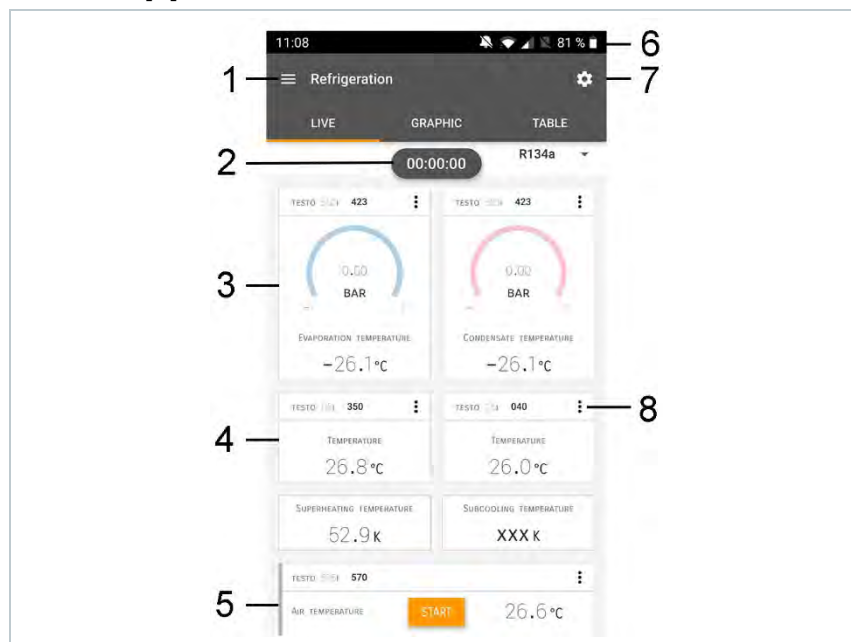 11:08 81 % 6
1 Refrigeration 7
LIVE GRAPHIC TABLE
2 00:00:00 R134a
TESTO 423 TESTO 423
3 0.00 0.00
BAR BAR
EVAPORATION TEMPERATURE CONDENSATE TEMPERATURE
-26.1°C -26.1°C
TESTO 350 TESTO 040 8
4 TEMPERATURE TEMPERATURE
26.8°C 26.0°C
SUPERHEATING TEMPERATURE SUBCOOLING TEMPERATURE
52.9 K XXX K
TESTO 570
5 AIR TEMPERATURE START 26.6°C